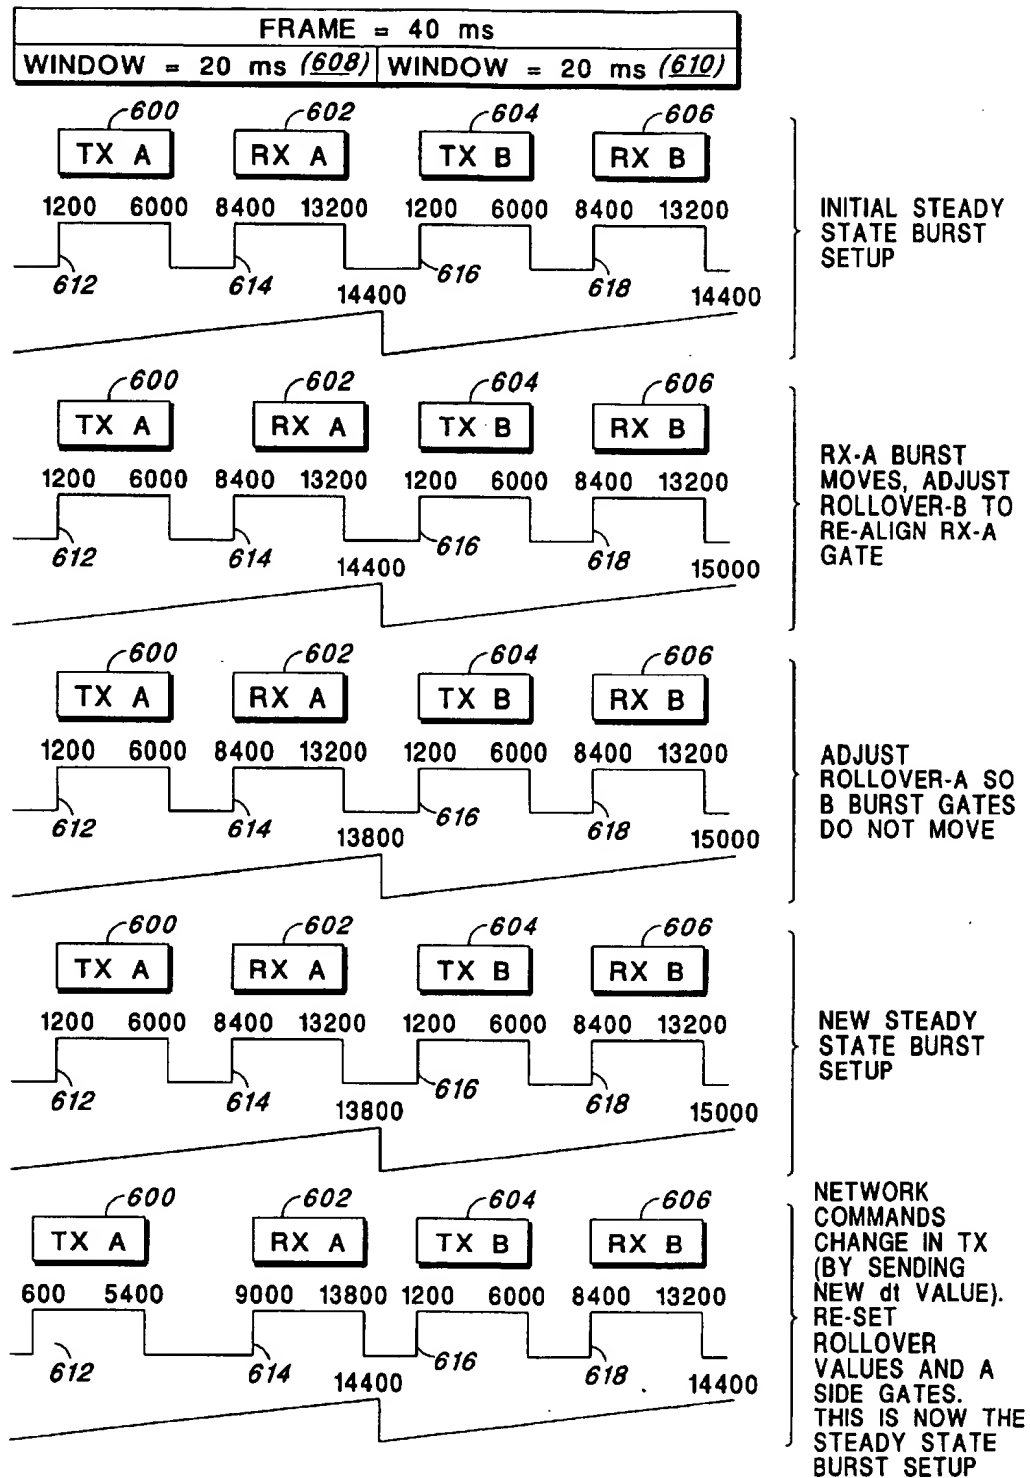 FRAME = 40 ms
WINDOW = 20 ms (608) WINDOW = 20 ms (610)
600 602 604 606
TX A RX A TX B RX B
1200 6000 8400 13200 1200 6000 8400 13200
612 614 616 618
14400 14400
INITIAL STEADY
STATE BURST
SETUP
600 602 604 606
TX A RX A TX B RX B
1200 6000 8400 13200 1200 6000 8400 13200
612 614 616 618
14400 15000
RX-A BURST
MOVES, ADJUST
ROLLOVER-B TO
RE-ALIGN RX-A
GATE
600 602 604 606
TX A RX A TX B RX B
1200 6000 8400 13200 1200 6000 8400 13200
612 614 616 618
13800 15000
ADJUST
ROLLOVER-A SO
B BURST GATES
DO NOT MOVE
600 602 604 606
TX A RX A TX B RX B
1200 6000 8400 13200 1200 6000 8400 13200
612 614 616 618
13800 15000
NEW STEADY
STATE BURST
SETUP
600 602 604 606
TX A RX A TX B RX B
600 5400 9000 13800 1200 6000 8400 13200
612 614 616 618
14400 14400
NETWORK
COMMANDS
CHANGE IN TX
(BY SENDING
NEW dt VALUE).
RE-SET
ROLLOVER
VALUES AND A
SIDE GATES.
THIS IS NOW THE
STEADY STATE
BURST SETUP